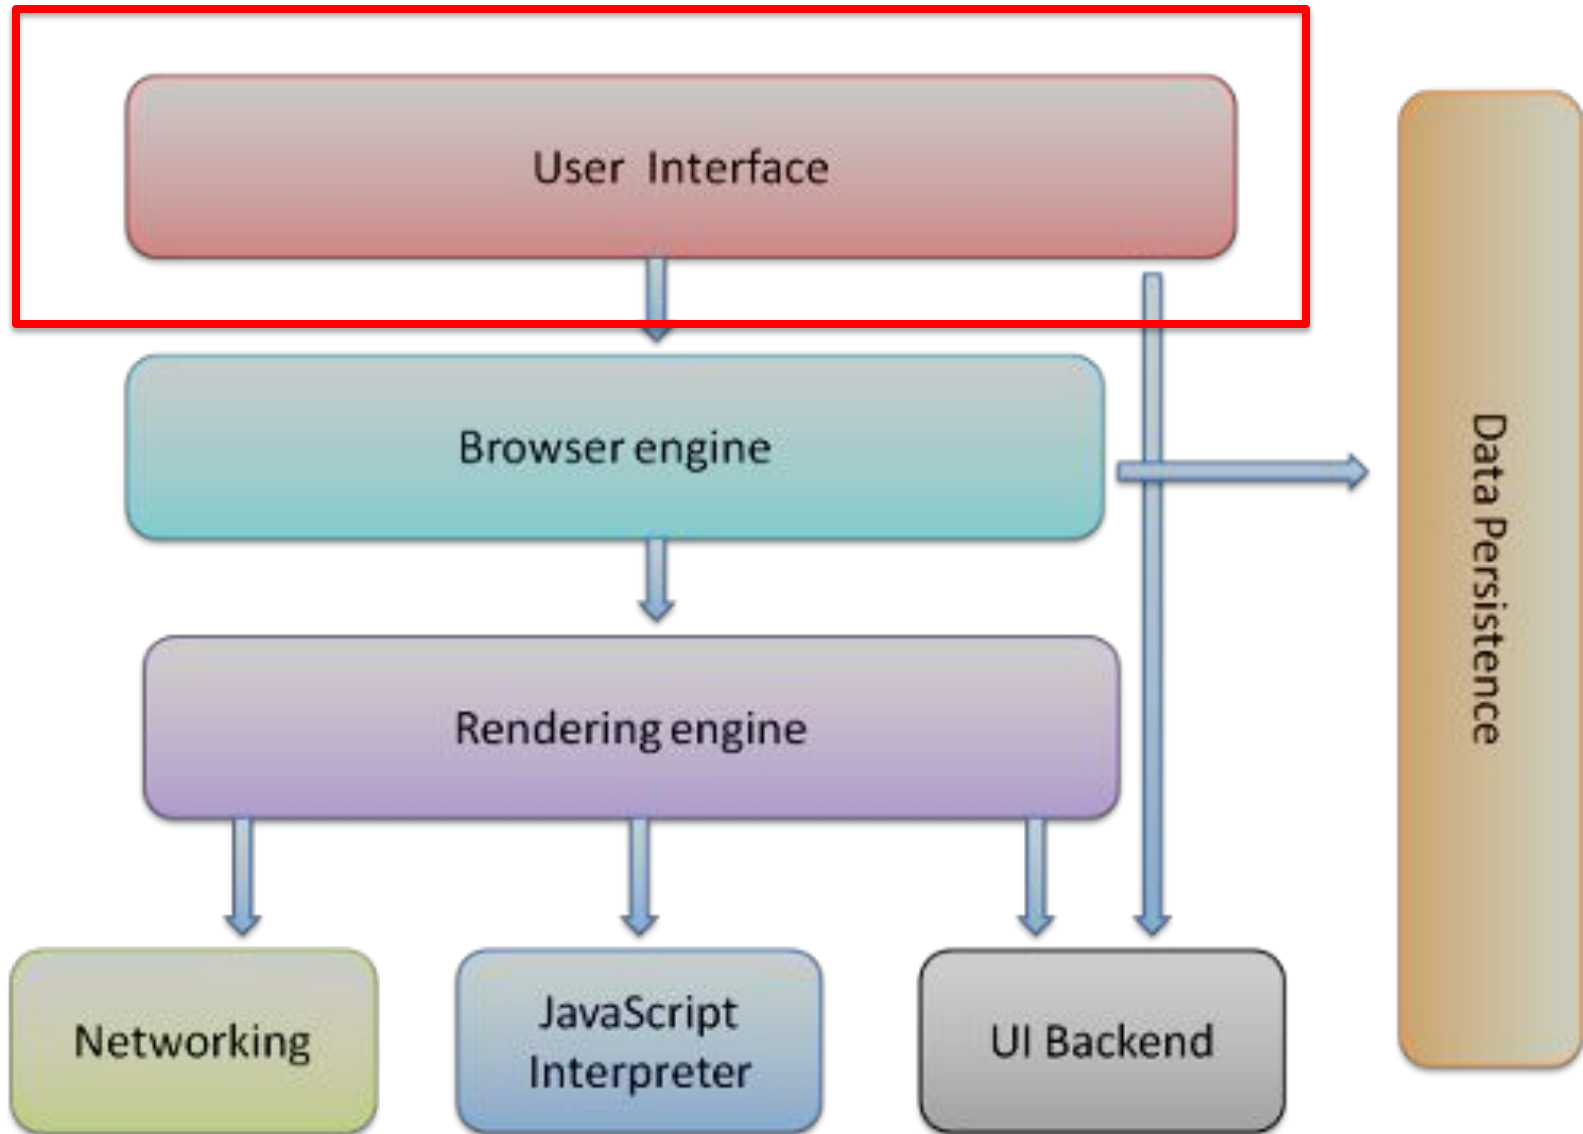 User Interface
Browser engine
Data Persistence
Rendering engine
Networking
JavaScript
Interpreter
UI Backend